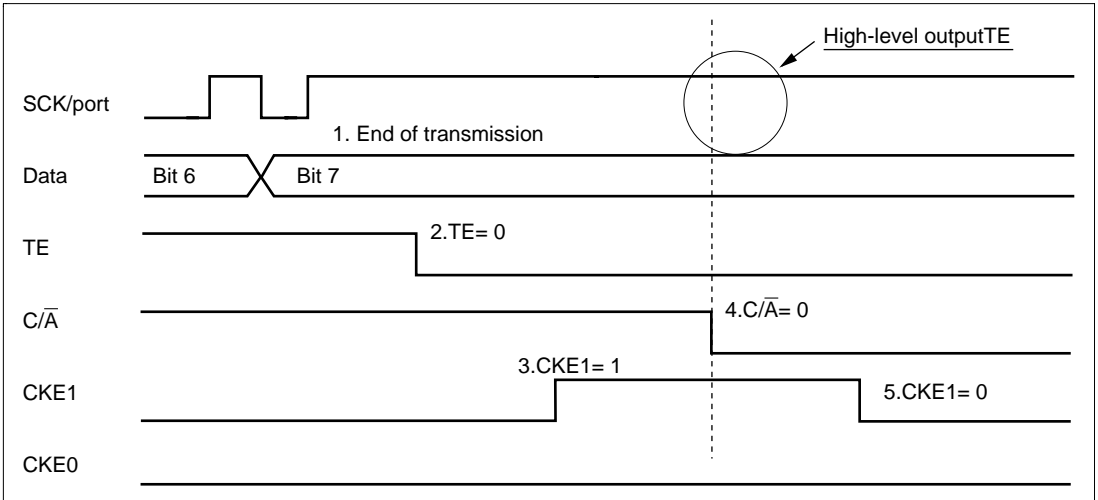 High-level outputTE
SCK/port
1. End of transmission
Data
Bit 6
Bit 7
TE
2.TE= 0
C/A̅
4.C/A̅= 0
3.CKE1= 1
CKE1
5.CKE1= 0
CKE0